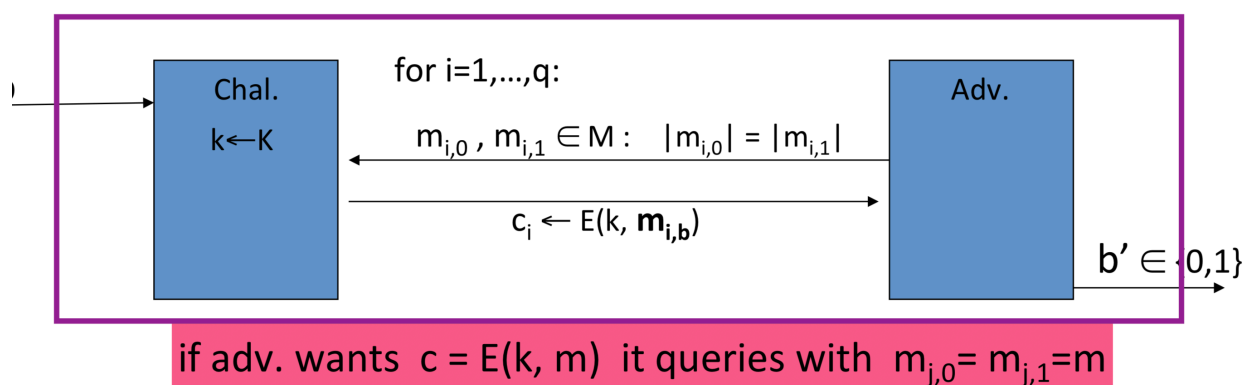 for i=1,...,q:
Chal.
Adv.
k←K
m_{i,0} , m_{i,1} ∈ M :   |m_{i,0}| = |m_{i,1}|
c_i ← E(k, m_{i,b})
b’ ∈ {0,1}
if adv. wants c = E(k, m) it queries with m_{j,0}= m_{j,1}=m